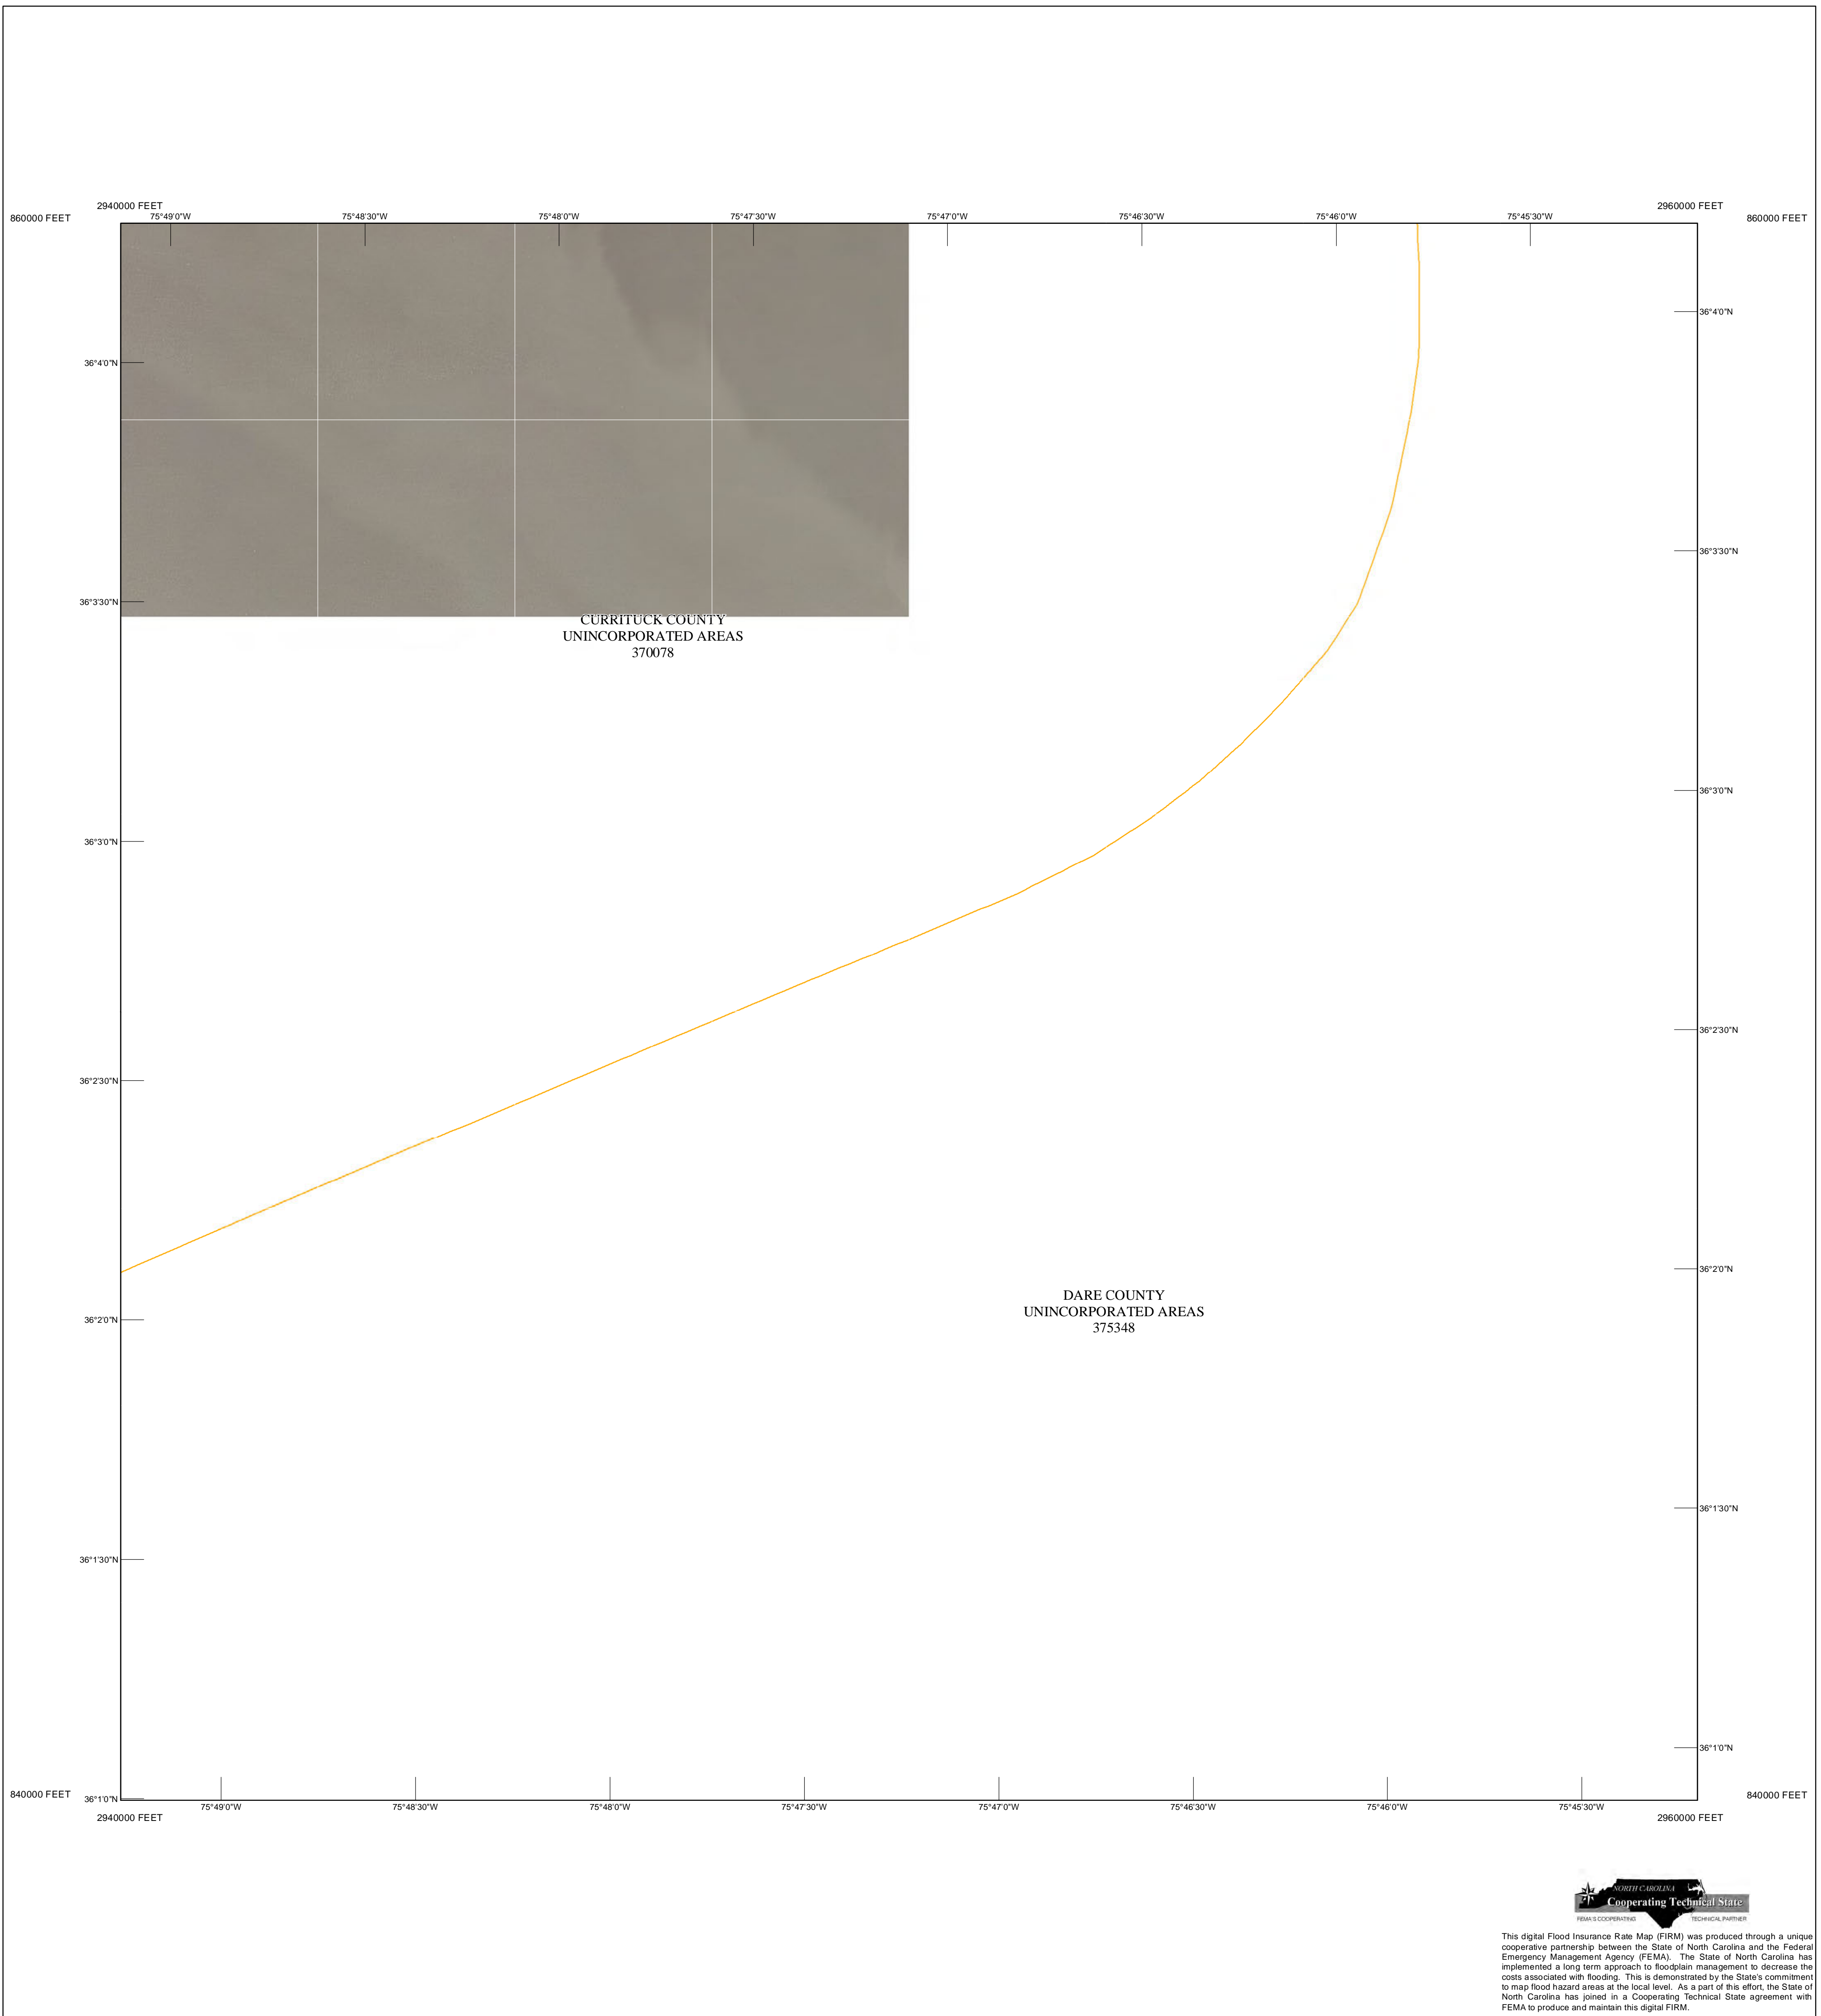 2940000 FEET
2960000 FEET
860000 FEET
75°49'0"W
75°48'30"W
75°48'0"W
75°47'30"W
75°47'0"W
75°46'30"W
75°46'0"W
75°45'30"W
860000 FEET
36°4'0"N
36°4'0"N
36°3'30"N
36°3'30"N
CURRITUCK COUNTY
UNINCORPORATED AREAS
370078
36°3'0"N
36°3'0"N
36°2'30"N
36°2'30"N
36°2'0"N
DARE COUNTY
UNINCORPORATED AREAS
375348
36°2'0"N
36°1'30"N
36°1'30"N
36°1'0"N
840000 FEET
36°1'0"N
840000 FEET
75°49'0"W
75°48'30"W
75°48'0"W
75°47'30"W
75°47'0"W
75°46'30"W
75°46'0"W
75°45'30"W
2940000 FEET
2960000 FEET
NORTH CAROLINA
Cooperating Technical State
FEMA'S COOPERATING TECHNICAL PARTNER
This digital Flood Insurance Rate Map (FIRM) was produced through a unique
cooperative partnership between the State of North Carolina and the Federal
Emergency Management Agency (FEMA). The State of North Carolina has
implemented a long term approach to floodplain management to decrease the
costs associated with flooding. This is demonstrated by the State's commitment
to map flood hazard areas at the local level. As a part of this effort, the State of
North Carolina has joined in a Cooperating Technical State agreement with
FEMA to produce and maintain this digital FIRM.